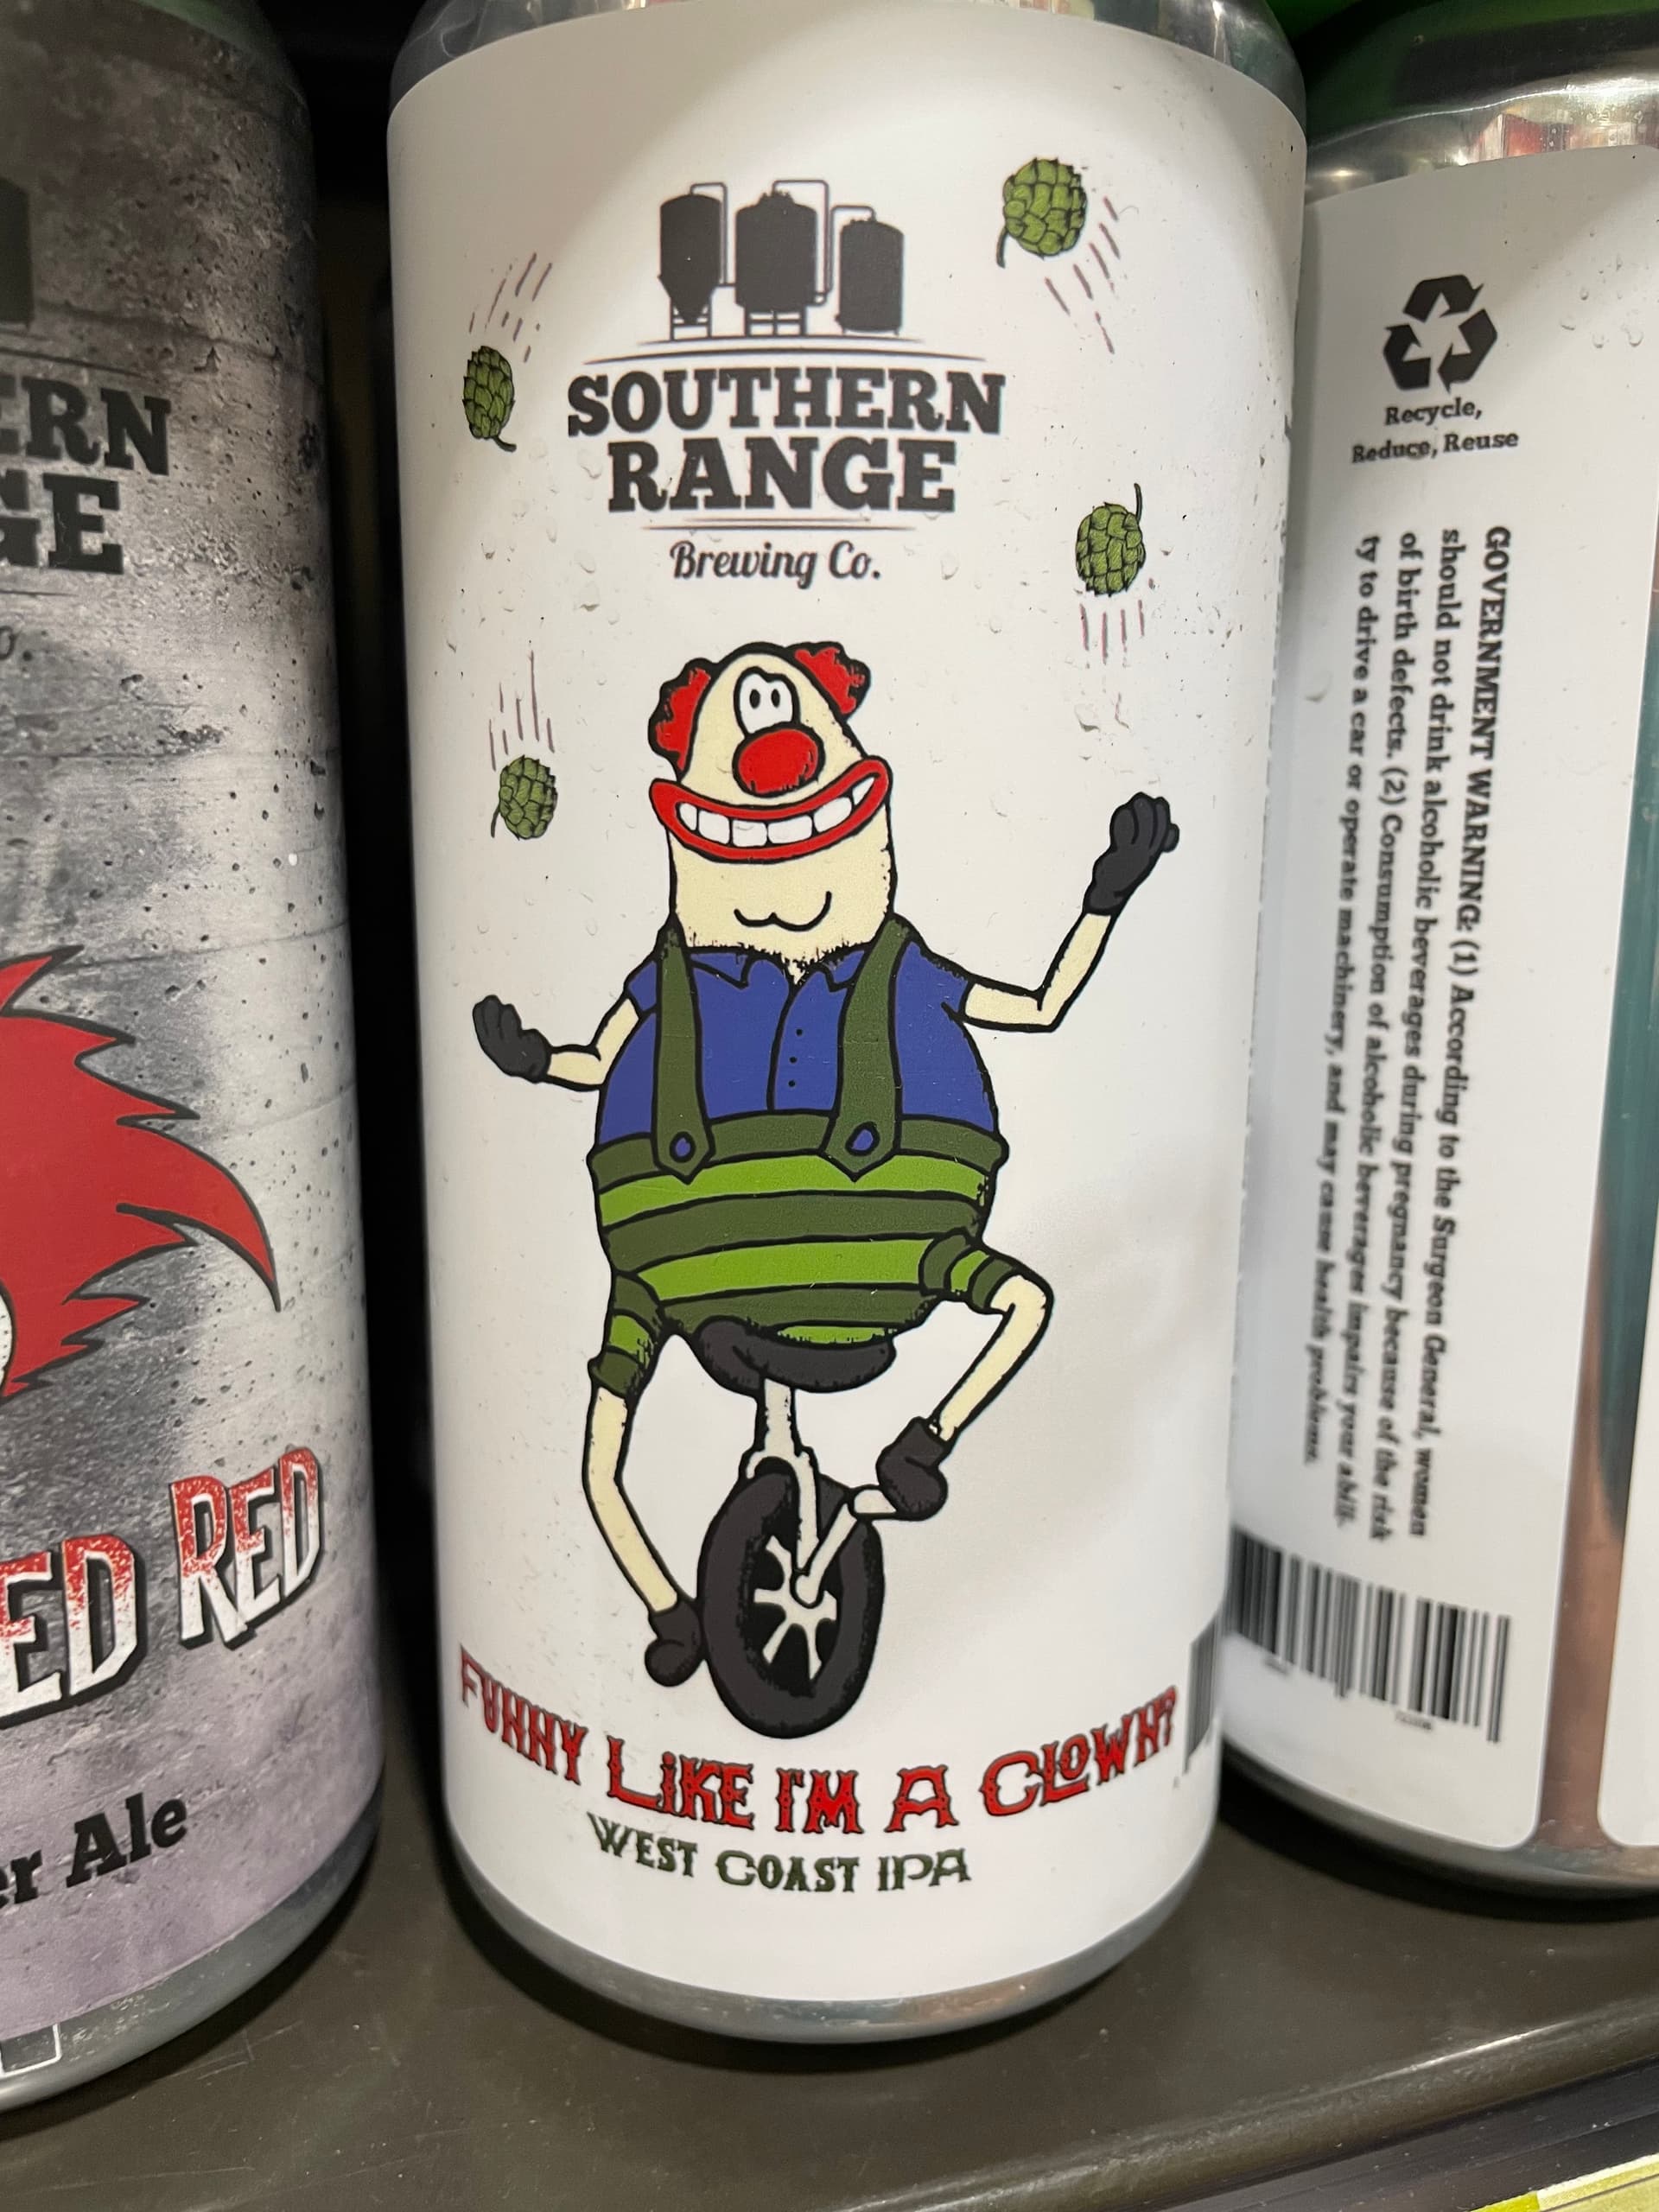 ERN
GE
ED RED
er Ale
SOUTHERN
RANGE
Brewing Co.
FUNNY LIKE I'M A CLOWN?
WEST COAST IPA
Recycle,
Reduce, Reuse
GOVERNMENT WARNING: (1) According to the Surgeon General, women
should not drink alcoholic beverages during pregnancy because of the risk
of birth defects. (2) Consumption of alcoholic beverages impairs your abili-
ty to drive a car or operate machinery, and may cause health problems.